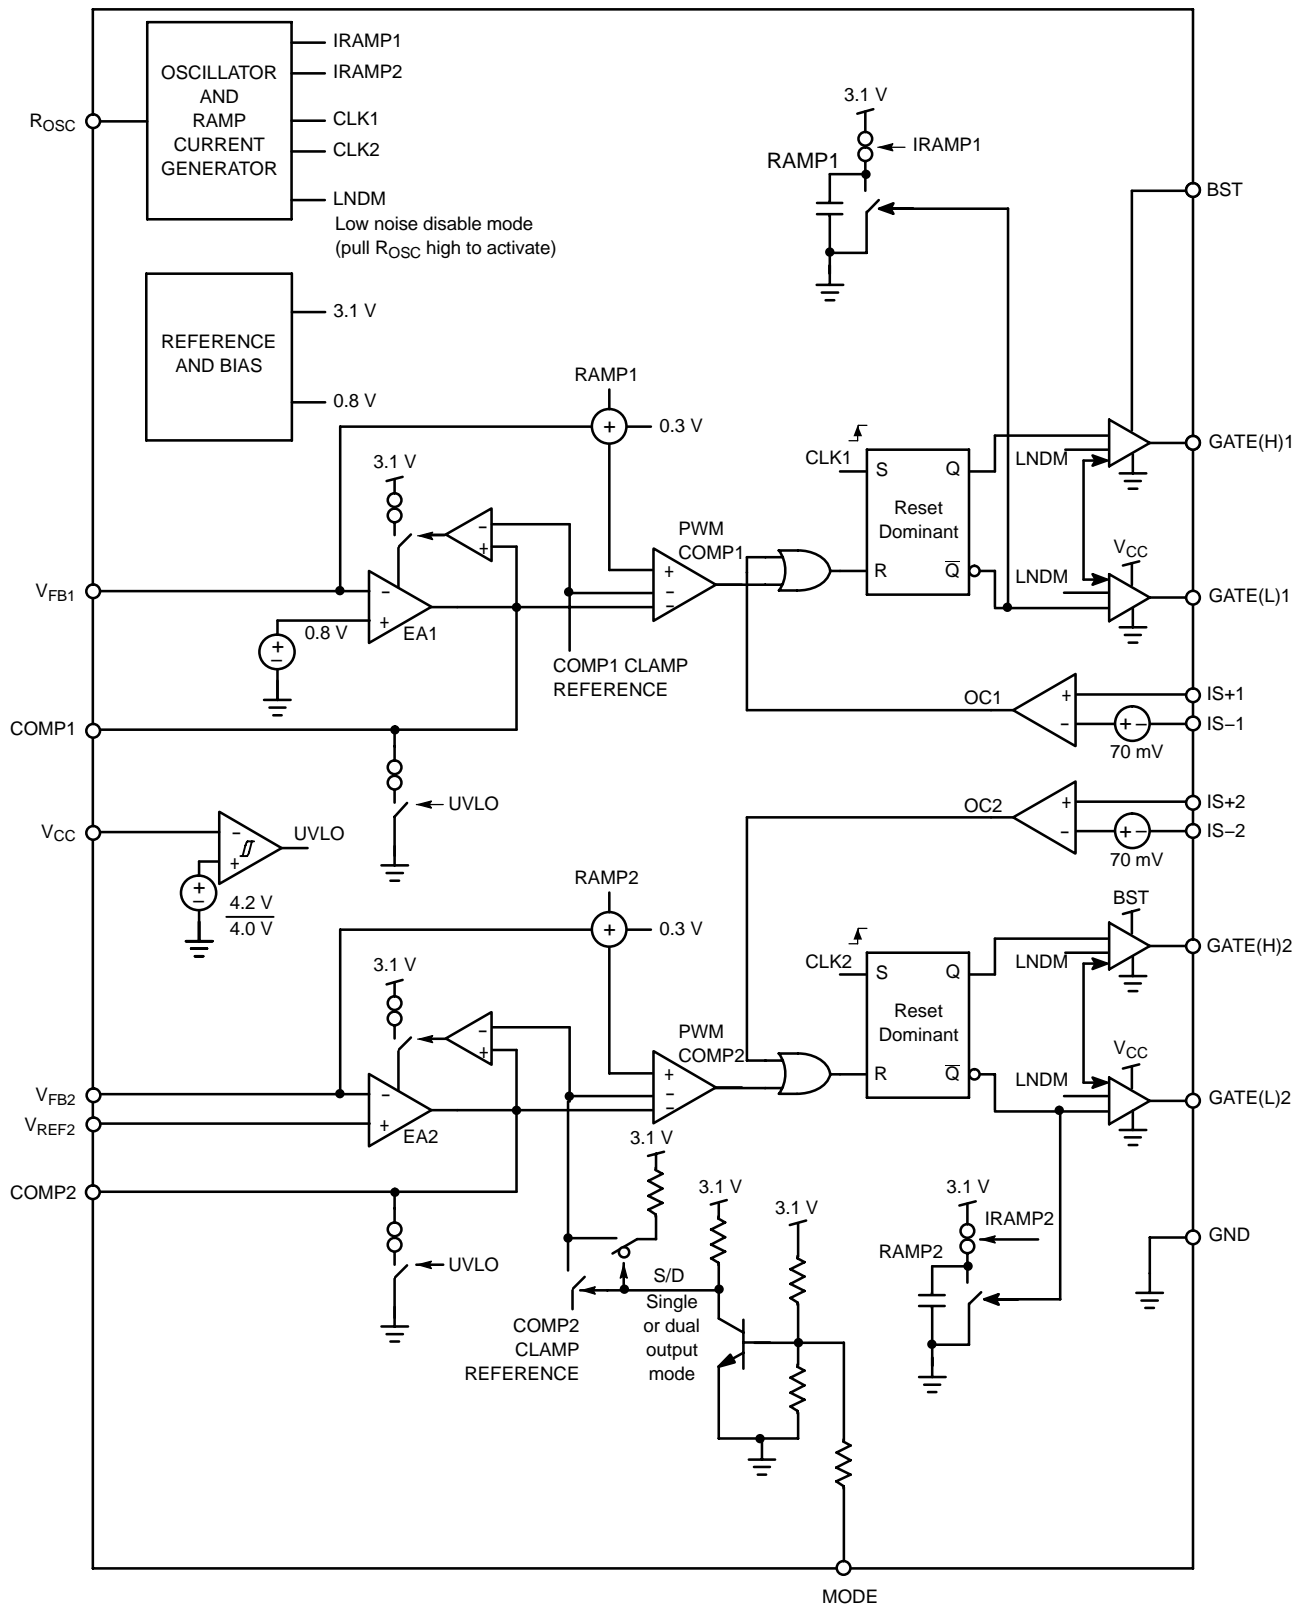 OSCILLATOR
AND
RAMP
CURRENT
GENERATOR
IRAMP1
IRAMP2
CLK1
CLK2
LNDM
Low noise disable mode
(pull ROSC high to activate)
ROSC
3.1 V
IRAMP1
RAMP1
BST
REFERENCE
AND BIAS
3.1 V
0.8 V
RAMP1
+
0.3 V
3.1 V
CLK1
S
Q
Reset
Dominant
R
Q
LNDM
GATE(H)1
VCC
LNDM
GATE(L)1
−
+
PWM
COMP1
+
−
−
VFB1
−
+
EA1
0.8 V
+
−
COMP1 CLAMP
REFERENCE
OC1
+
−
+ −
70 mV
IS+1
IS−1
COMP1
UVLO
VCC
−
+
UVLO
+
−
4.2 V
4.0 V
OC2
+
−
+ −
70 mV
IS+2
IS−2
RAMP2
+
0.3 V
3.1 V
CLK2
S
Q
Reset
Dominant
R
Q
BST
LNDM
GATE(H)2
VCC
LNDM
GATE(L)2
−
+
PWM
COMP2
+
−
−
VFB2
VREF2
−
+
EA2
COMP2
UVLO
3.1 V
3.1 V
3.1 V
S/D
Single
or dual
output
mode
COMP2
CLAMP
REFERENCE
3.1 V
IRAMP2
RAMP2
GND
MODE